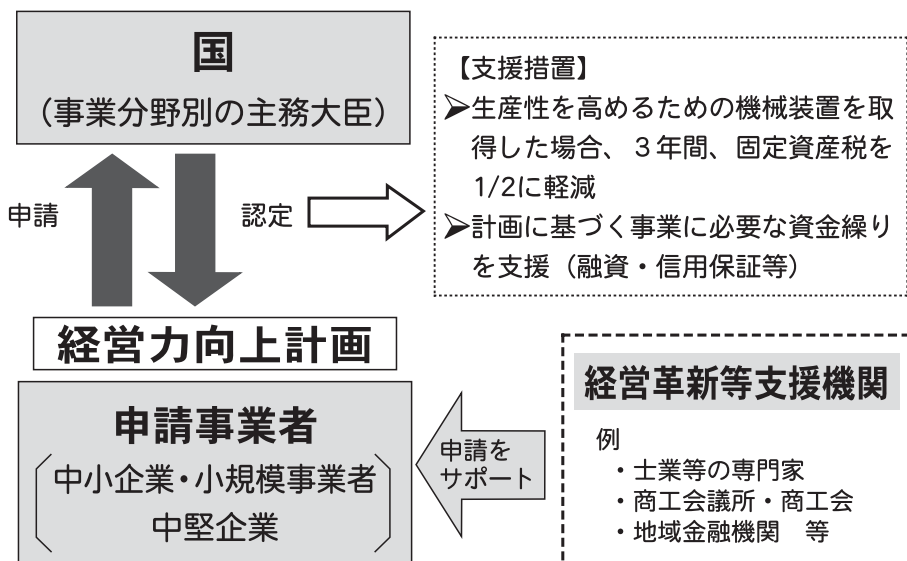 国
（事業分野別の主務大臣）
申請
認定
【支援措置】
➢生産性を高めるための機械装置を取
得した場合、３年間、固定資産税を
1/2に軽減
➢計画に基づく事業に必要な資金繰り
を支援（融資・信用保証等）
経営力向上計画
申請事業者
中小企業・小規模事業者
中堅企業
申請を
サポート
経営革新等支援機関
例
・士業等の専門家
・商工会議所・商工会
・地域金融機関　等